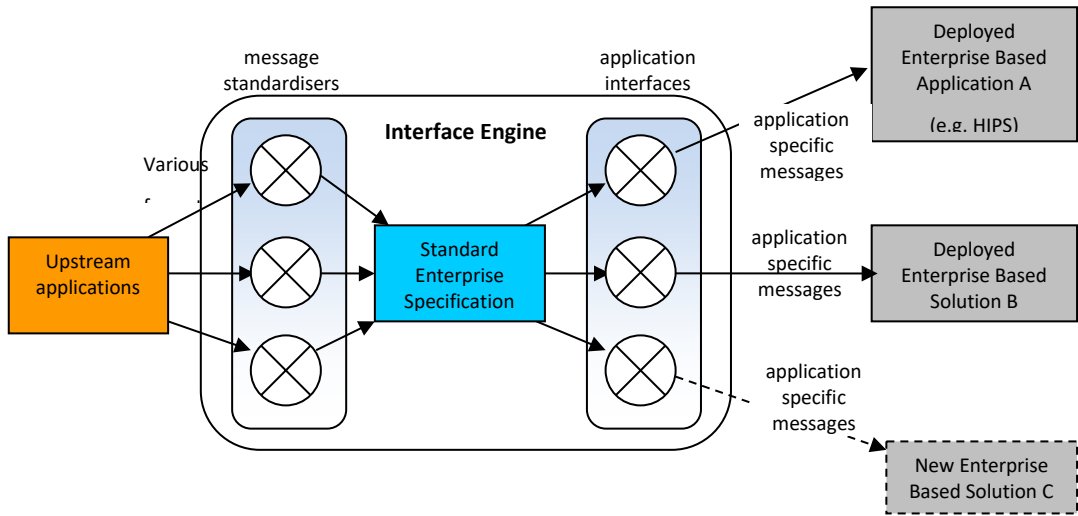 message
standardisers
application
interfaces
Deployed
Enterprise Based
Application A
(e.g. HIPS)
Interface Engine
application
specific
messages
Various
Upstream
applications
Standard
Enterprise
Specification
application
specific
messages
Deployed
Enterprise Based
Solution B
application
specific
messages
New Enterprise
Based Solution C